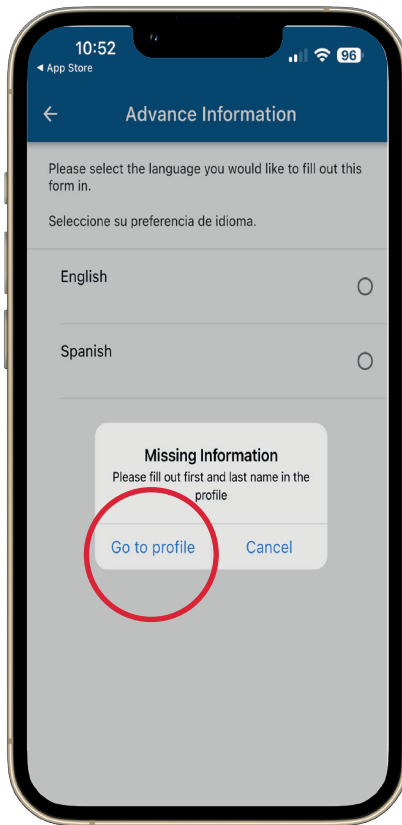 10:52
96
◄ App Store
← Advance Information
Please select the language you would like to fill out this
form in.
Seleccione su preferencia de idioma.
English
Spanish
Missing Information
Please fill out first and last name in the
profile
Go to profile Cancel